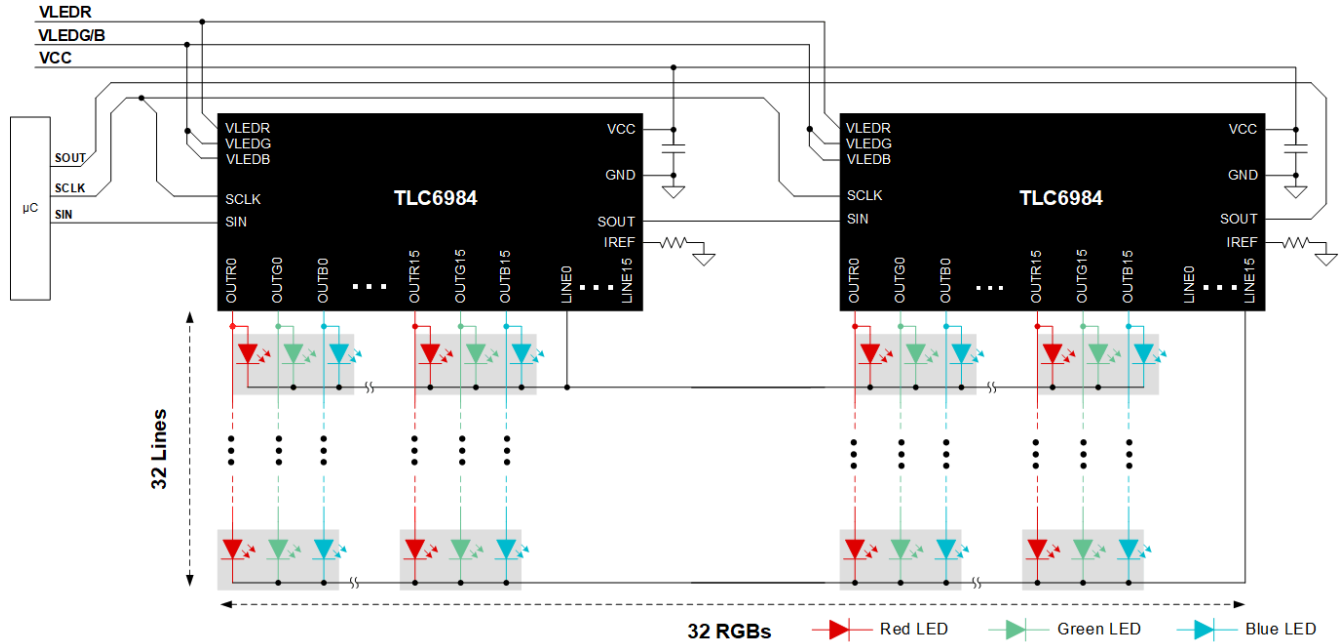 VLEDR
VLEDG/B
VCC
µC
SOUT
SCLK
SIN
VLEDR
VLEDG
VLEDB
SCLK
SIN
TLC6984
VCC
GND
SOUT
IREF
OUTR0
OUTG0
OUTB0
OUTR15
OUTG15
OUTB15
LINE0
LINE15
VLEDR
VLEDG
VLEDB
SCLK
SIN
TLC6984
VCC
GND
SOUT
IREF
OUTR0
OUTG0
OUTB0
OUTR15
OUTG15
OUTB15
LINE0
LINE15
32 Lines
32 RGBs
Red LED
Green LED
Blue LED